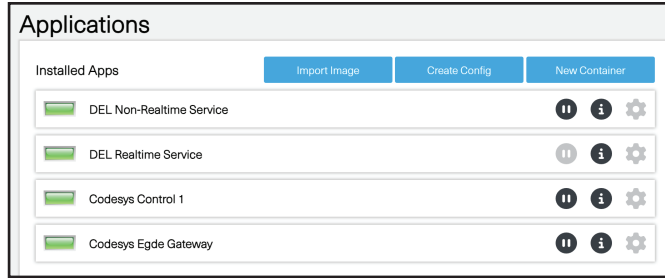 Applications
Installed Apps Import Image Create Config New Container
DEL Non-Realtime Service
DEL Realtime Service
Codesys Control 1
Codesys Egde Gateway